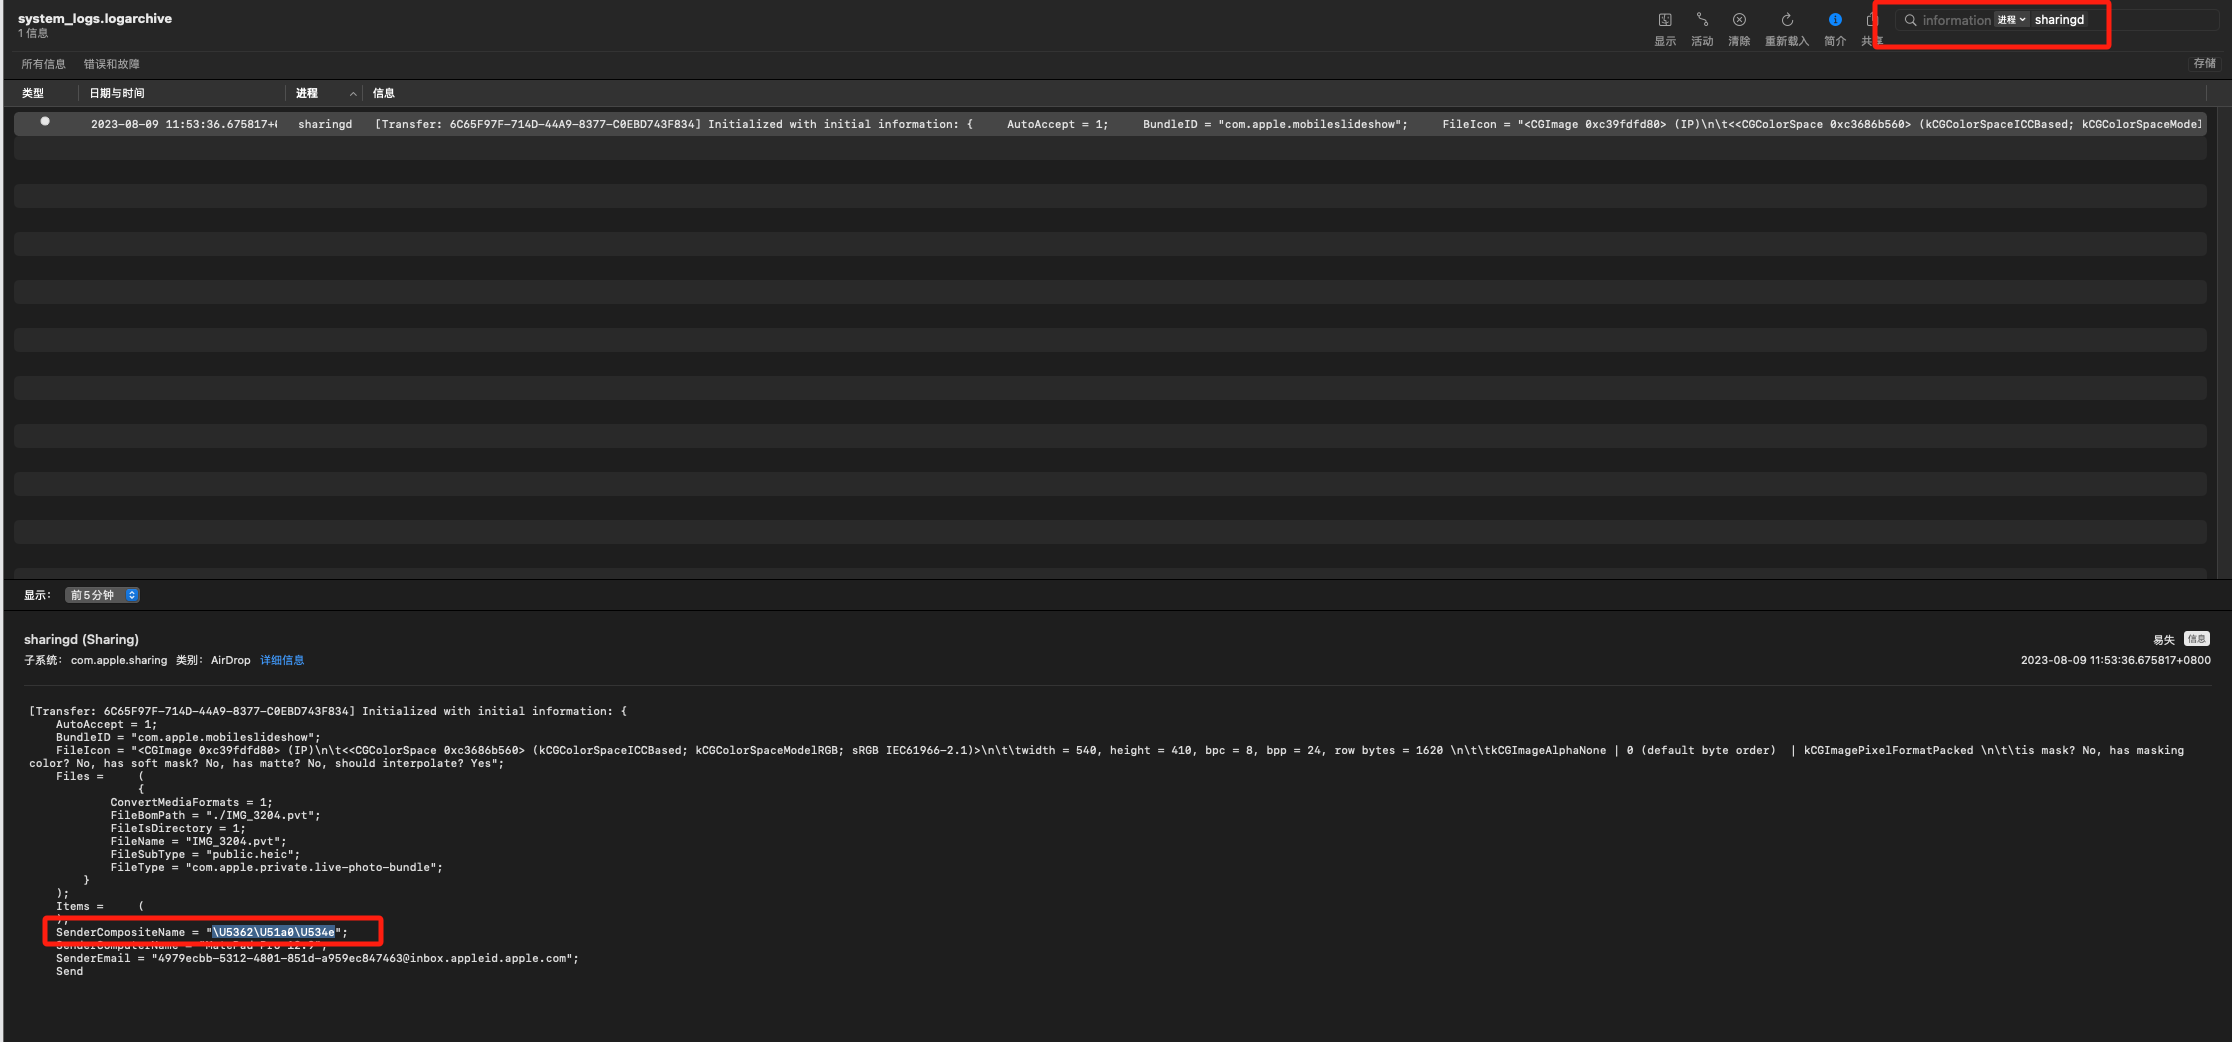 system_logs.logarchive
1 信息
显示
活动
清除
重新载入
简介
共享
information 进程 sharingd
所有信息 错误和故障
存储
类型 日期与时间 进程 信息
2023-08-09 11:53:36.675817+ sharingd [Transfer: 6C65F97F-714D-44A9-8377-C0EBD743F834] Initialized with initial information: { AutoAccept = 1; BundleID = "com.apple.mobileslideshow"; FileIcon = "<CGImage 0xc39fdfd80> (IP)\n\t<<CGColorSpace 0xc3686b560> (kCGColorSpaceICCBased; kCGColorSpaceModel
显示： 前5分钟
sharingd (Sharing)
易失 信息
子系统： com.apple.sharing 类别： AirDrop 详细信息
2023-08-09 11:53:36.675817+0800
[Transfer: 6C65F97F-714D-44A9-8377-C0EBD743F834] Initialized with initial information: {
AutoAccept = 1;
BundleID = "com.apple.mobileslideshow";
FileIcon = "<CGImage 0xc39fdfd80> (IP)\n\t<<CGColorSpace 0xc3686b560> (kCGColorSpaceICCBased; kCGColorSpaceModelRGB; sRGB IEC61966-2.1)>\n\t\twidth = 540, height = 410, bpc = 8, bpp = 24, row bytes = 1620 \n\t\tkCGImageAlphaNone | 0 (default byte order)  | kCGImagePixelFormatPacked \n\t\tis mask? No, has masking
color? No, has soft mask? No, has matte? No, should interpolate? Yes";
Files = (
{
ConvertMediaFormats = 1;
FileBomPath = "./IMG_3204.pvt";
FileIsDirectory = 1;
FileName = "IMG_3204.pvt";
FileSubType = "public.heic";
FileType = "com.apple.private.live-photo-bundle";
}
);
Items = (
);
SenderCompositeName = "\U5362\U51a0\U534e";
SenderComputerName = "MatePad Pro 12.9";
SenderEmail = "4979ecbb-5312-4801-851d-a959ec847463@inbox.appleid.apple.com";
Send